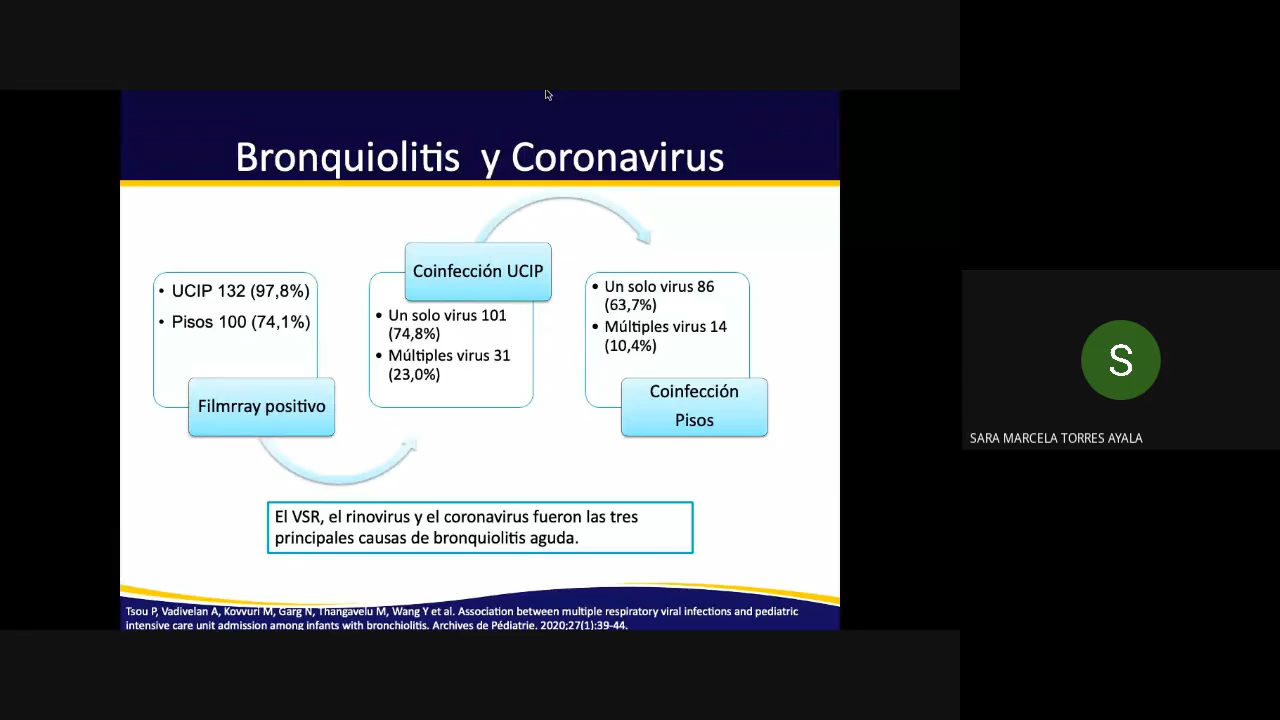 Bronquiolitis y Coronavirus
• UCIP 132 (97,8%)
• Pisos 100 (74,1%)
Filmrray positivo
Coinfección UCIP
• Un solo virus 101
(74,8%)
• Múltiples virus 31
(23,0%)
• Un solo virus 86
(63,7%)
• Múltiples virus 14
(10,4%)
Coinfección
Pisos
El VSR, el rinovirus y el coronavirus fueron las tres
principales causas de bronquiolitis aguda.
Tsou P, Vadivelan A, Kovvuri M, Garg N, Thangavelu M, Wang Y et al. Association between multiple respiratory viral infections and pediatric
intensive care unit admission among infants with bronchiolitis. Archives de Pédiatrie. 2020;27(1):39-44.
S
SARA MARCELA TORRES AYALA